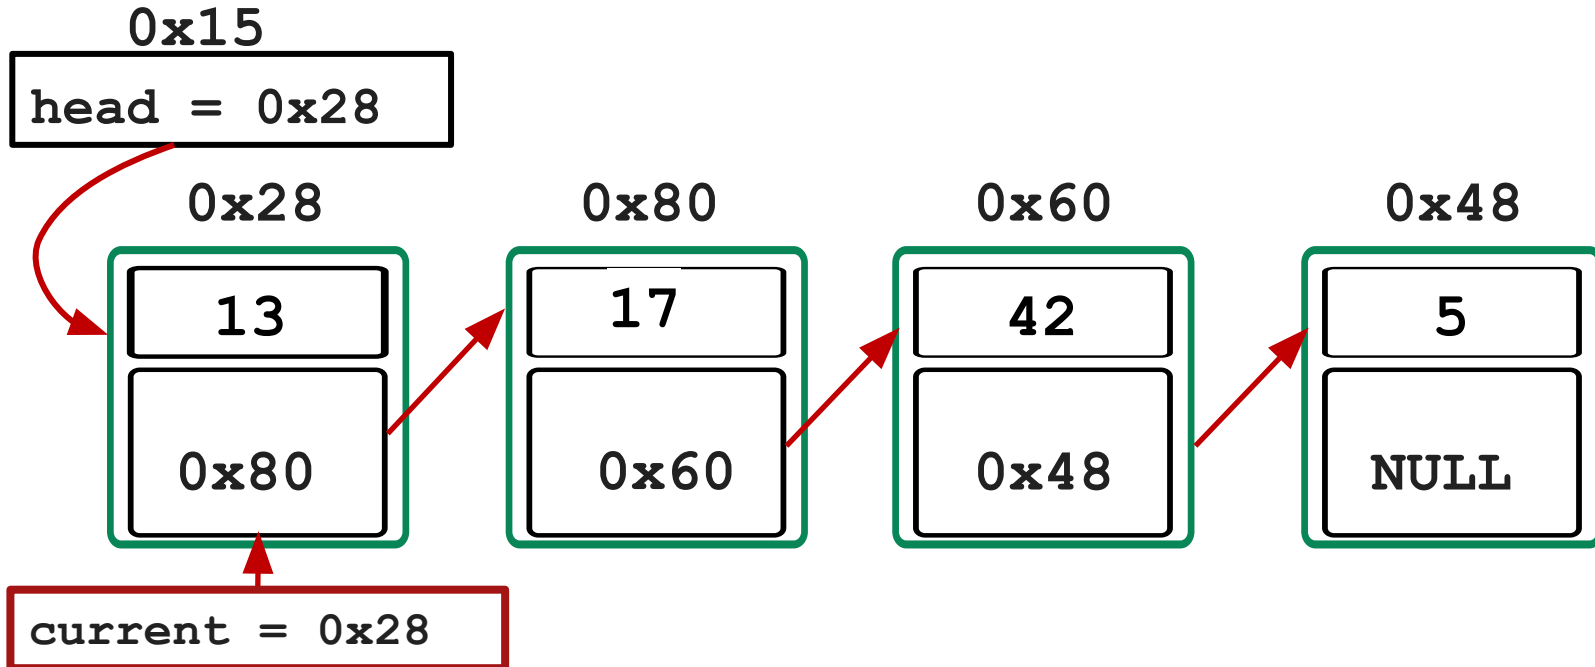 0x15
head = 0x28
0x28 0x80 0x60 0x48
13 17 42 5
0x80 0x60 0x48 NULL
current = 0x28